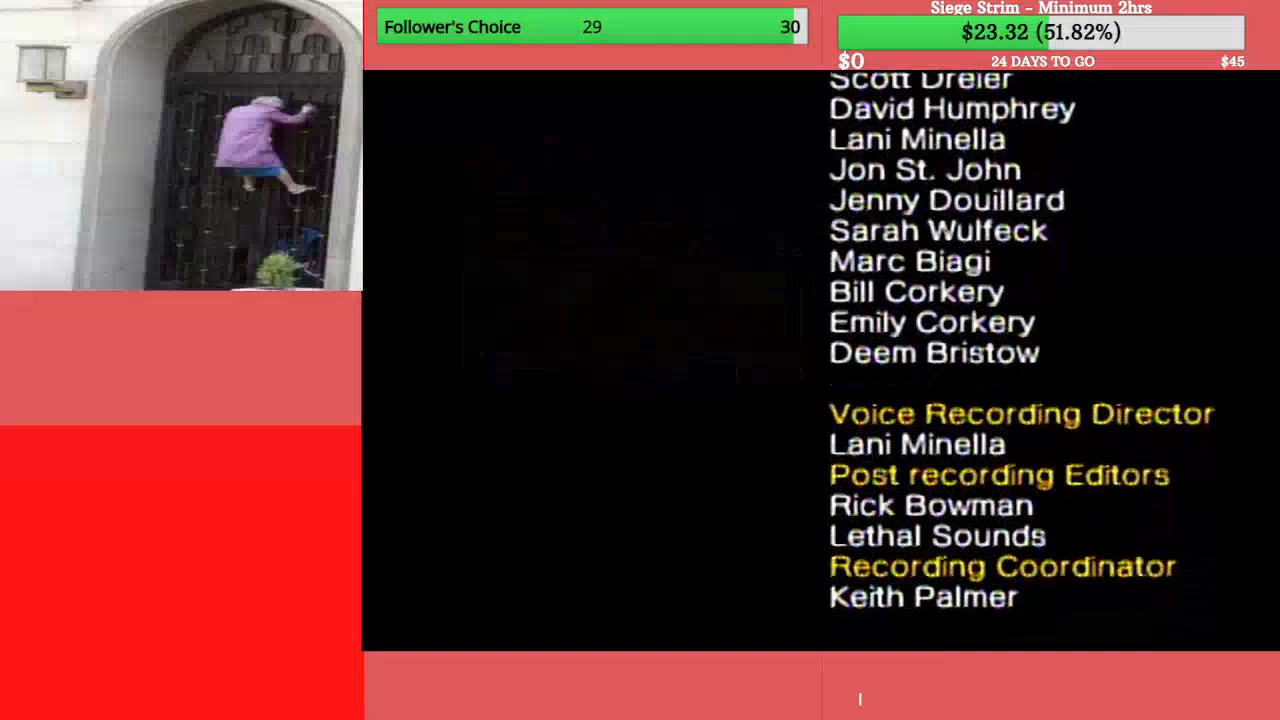 Follower's Choice 29 30
Siege Strim - Minimum 2hrs
$23.32 (51.82%)
$0 24 DAYS TO GO $45
Scott Dreier
David Humphrey
Lani Minella
Jon St. John
Jenny Douillard
Sarah Wulfeck
Marc Biagi
Bill Corkery
Emily Corkery
Deem Bristow
Voice Recording Director
Lani Minella
Post recording Editors
Rick Bowman
Lethal Sounds
Recording Coordinator
Keith Palmer